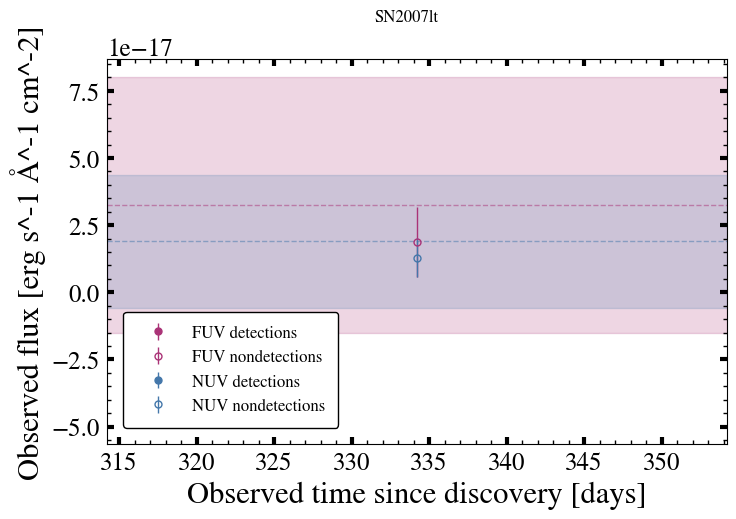 SN2007lt
1e−17
7.5
5.0
2.5
0.0
−2.5
−5.0
Observed flux [erg s^-1 Å^-1 cm^-2]
FUV detections
FUV nondetections
NUV detections
NUV nondetections
315 320 325 330 335 340 345 350
Observed time since discovery [days]